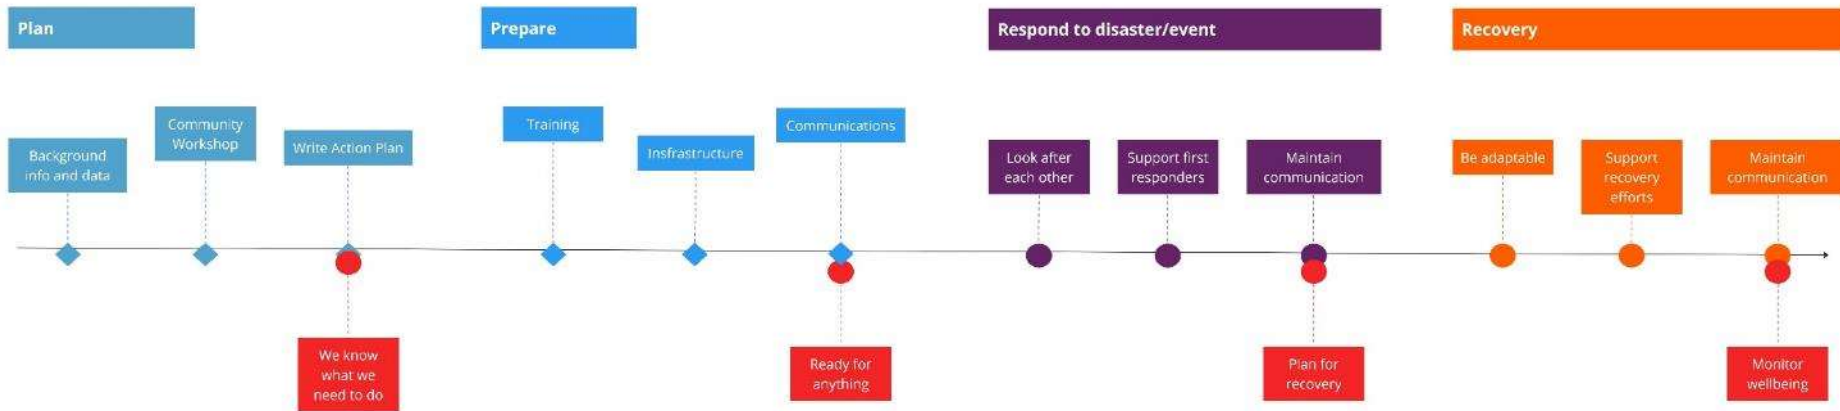 Plan
Prepare
Respond to disaster/event
Recovery
Background
info and data
Community
Workshop
Write Action Plan
Training
Insfrastructure
Communications
Look after
each other
Support first
responders
Maintain
communication
Be adaptable
Support
recovery
efforts
Maintain
communication
We know
what we
need to do
Ready for
anything
Plan for
recovery
Monitor
wellbeing